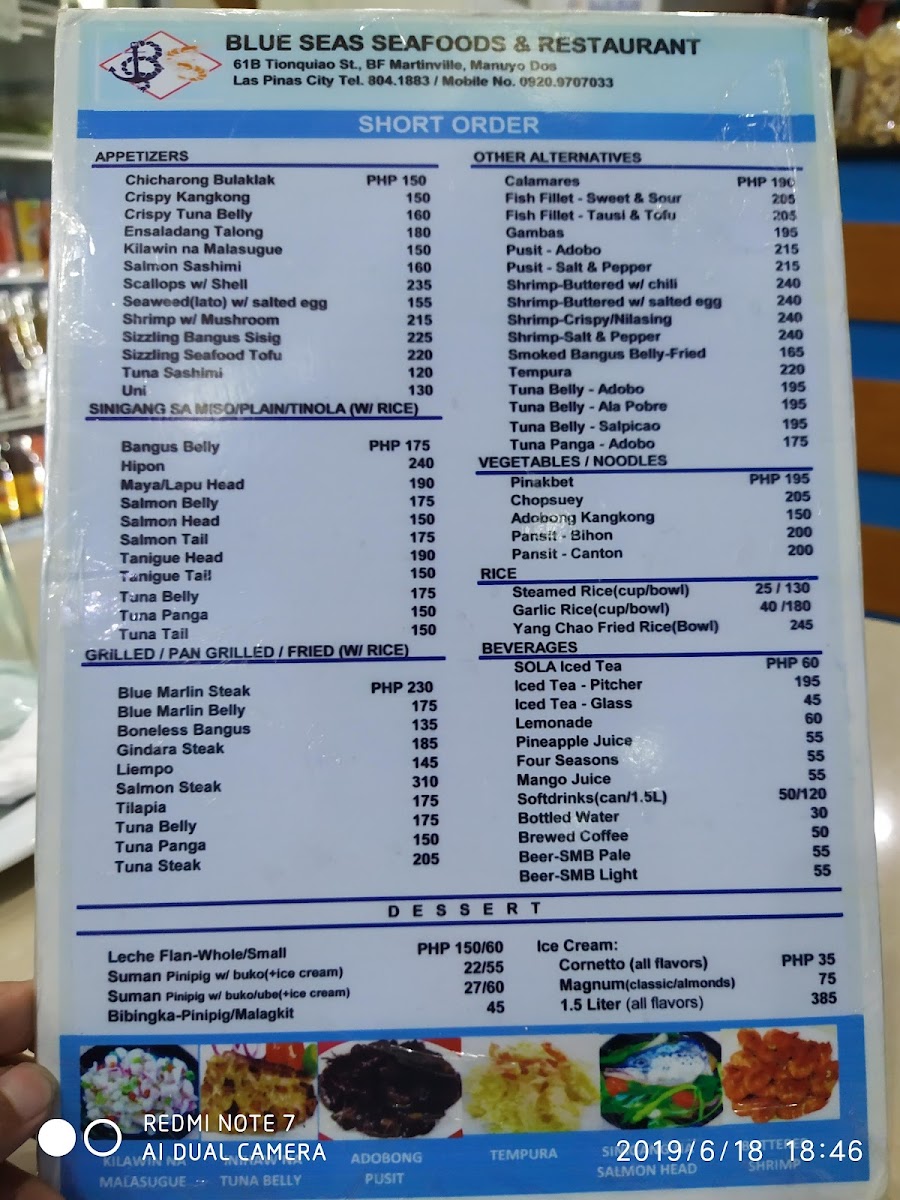 BS
BLUE SEAS SEAFOODS & RESTAURANT
61B Tionquiao St., BF Martinville, Manuyo Dos
Las Pinas City Tel. 804.1883 / Mobile No. 0920.9707033
SHORT ORDER
APPETIZERS
Chicharong Bulaklak PHP 150
Crispy Kangkong 150
Crispy Tuna Belly 160
Ensaladang Talong 180
Kilawin na Malasugue 150
Salmon Sashimi 160
Scallops w/ Shell 235
Seaweed(lato) w/ salted egg 155
Shrimp w/ Mushroom 215
Sizzling Bangus Sisig 225
Sizzling Seafood Tofu 220
Tuna Sashimi 120
Uni 130
SINIGANG SA MISO/PLAIN/TINOLA (W/ RICE)
Bangus Belly PHP 175
Hipon 240
Maya/Lapu Head 190
Salmon Belly 175
Salmon Head 150
Salmon Tail 175
Tanigue Head 190
Tanigue Tail 150
Tuna Belly 175
Tuna Panga 150
Tuna Tail 150
GRILLED / PAN GRILLED / FRIED (W/ RICE)
Blue Marlin Steak PHP 230
Blue Marlin Belly 175
Boneless Bangus 135
Gindara Steak 185
Liempo 145
Salmon Steak 310
Tilapia 175
Tuna Belly 175
Tuna Panga 150
Tuna Steak 205
OTHER ALTERNATIVES
Calamares PHP 190
Fish Fillet - Sweet & Sour 205
Fish Fillet - Tausi & Tofu 205
Gambas 195
Pusit - Adobo 215
Pusit - Salt & Pepper 215
Shrimp-Buttered w/ chili 240
Shrimp-Buttered w/ salted egg 240
Shrimp-Crispy/Nilasing 240
Shrimp-Salt & Pepper 240
Smoked Bangus Belly-Fried 165
Tempura 220
Tuna Belly - Adobo 195
Tuna Belly - Ala Pobre 195
Tuna Belly - Salpicao 195
Tuna Panga - Adobo 175
VEGETABLES / NOODLES
Pinakbet PHP 195
Chopsuey 205
Adobong Kangkong 150
Pansit - Bihon 200
Pansit - Canton 200
RICE
Steamed Rice(cup/bowl) 25 / 130
Garlic Rice(cup/bowl) 40 /180
Yang Chao Fried Rice(Bowl) 245
BEVERAGES
SOLA Iced Tea PHP 60
Iced Tea - Pitcher 195
Iced Tea - Glass 45
Lemonade 60
Pineapple Juice 55
Four Seasons 55
Mango Juice 55
Softdrinks(can/1.5L) 50/120
Bottled Water 30
Brewed Coffee 50
Beer-SMB Pale 55
Beer-SMB Light 55
DESSERT
Leche Flan-Whole/Small PHP 150/60
Suman Pinipig w/ buko(+ice cream) 22/55
Suman Pinipig w/ buko/ube(+ice cream) 27/60
Bibingka-Pinipig/Malagkit 45
Ice Cream:
Cornetto (all flavors) PHP 35
Magnum(classic/almonds) 75
1.5 Liter (all flavors) 385
KILAWIN NA
MALASUGUE
INIHAW NA
TUNA BELLY
ADOBONG
PUSIT
TEMPURA
SALMON HEAD
BUTTERED
SHRIMP
REDMI NOTE 7
AI DUAL CAMERA
2019/6/18 18:46